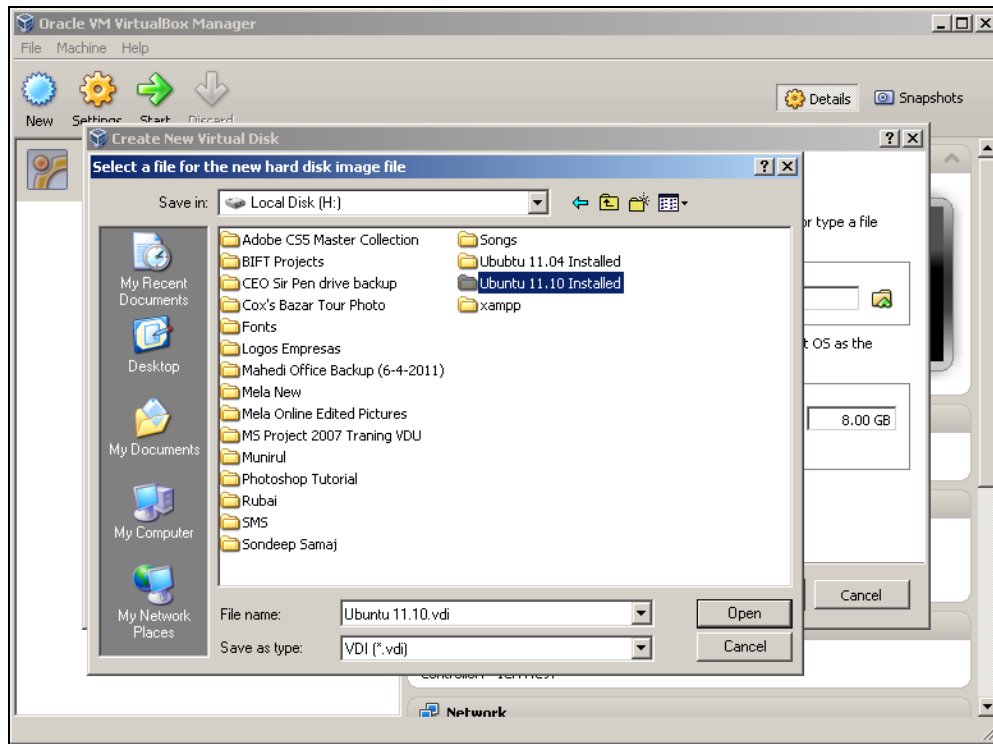 Oracle VM VirtualBox Manager
File Machine Help
New Settings Start Discard
Details Snapshots
Create New Virtual Disk
Select a file for the new hard disk image file
Save in: Local Disk (H:)
or type a file
t OS as the
8.00 GB
My Recent Documents
Desktop
My Documents
My Computer
My Network Places
Adobe CS5 Master Collection
BIFT Projects
CEO Sir Pen drive backup
Cox's Bazar Tour Photo
Fonts
Logos Empresas
Mahedi Office Backup (6-4-2011)
Mela New
Mela Online Edited Pictures
MS Project 2007 Traning VDU
Munirul
Photoshop Tutorial
Rubai
SMS
Sondeep Samaj
Songs
Ububtu 11.04 Installed
Ubuntu 11.10 Installed
xampp
File name: Ubuntu 11.10.vdi Open
Save as type: VDI (*.vdi) Cancel
Cancel
Network